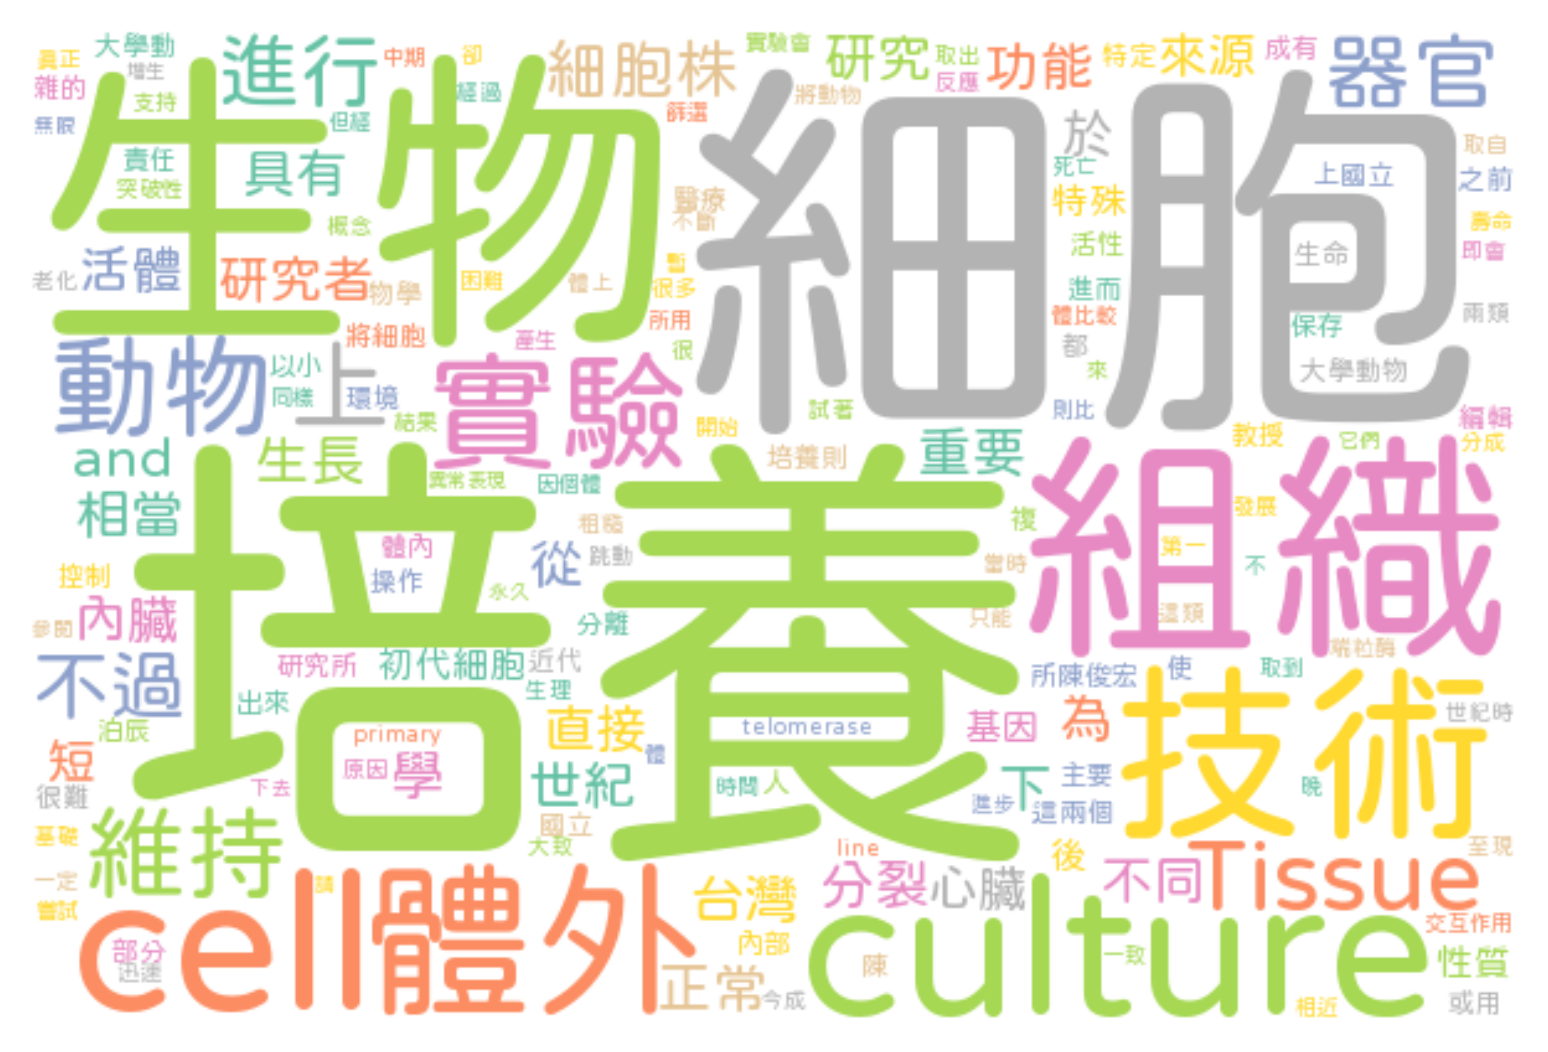 真正
大學動
增生
進行
中期
卻
細胞株
實驗會
研究
取出
反應
功能
特定
來源
成有
器官
雜的
支持
經過
將動物
無限
但經
篩選
於
取自
責任
具有
突破性
生物
細胞
醫療
不斷
死亡
特殊
上國立
之前
概念
壽命
老化
活體
研究者
物學
困難
體上
暫
很多
活性
生命
即會
進而
將細胞
產生
所用
很
體比較
都
來
保存
兩類
動物
以小
同樣
上
環境
結果
實驗
開始
試著
則比
大學動物
編輯
and
生長
異常表現
因個體
培養則
重要
教授
它們
分成
相當
粗糙
跳動
複
組織
發展
第一
不
體內
操作
從
當時
控制
永久
培養
內臟
分離
只能
這類
參閱
端粒酶
不過
研究所
初代細胞
近代
生理
所陳俊宏
使
取到
出來
泊辰
primary
直接
telomerase
基因
為
技術
世紀時
短
原因
學
體
世紀
時間
人
下
主要
晚
很難
下去
進步
這兩個
基礎
維持
國立
大致
line
後
至現
一定
cell
請
體外
台灣
分裂
心臟
不同
Tissue
嘗試
部分
迅速
內部
culture
交互作用
正常
陳
一致
性質
今成
相近
或用